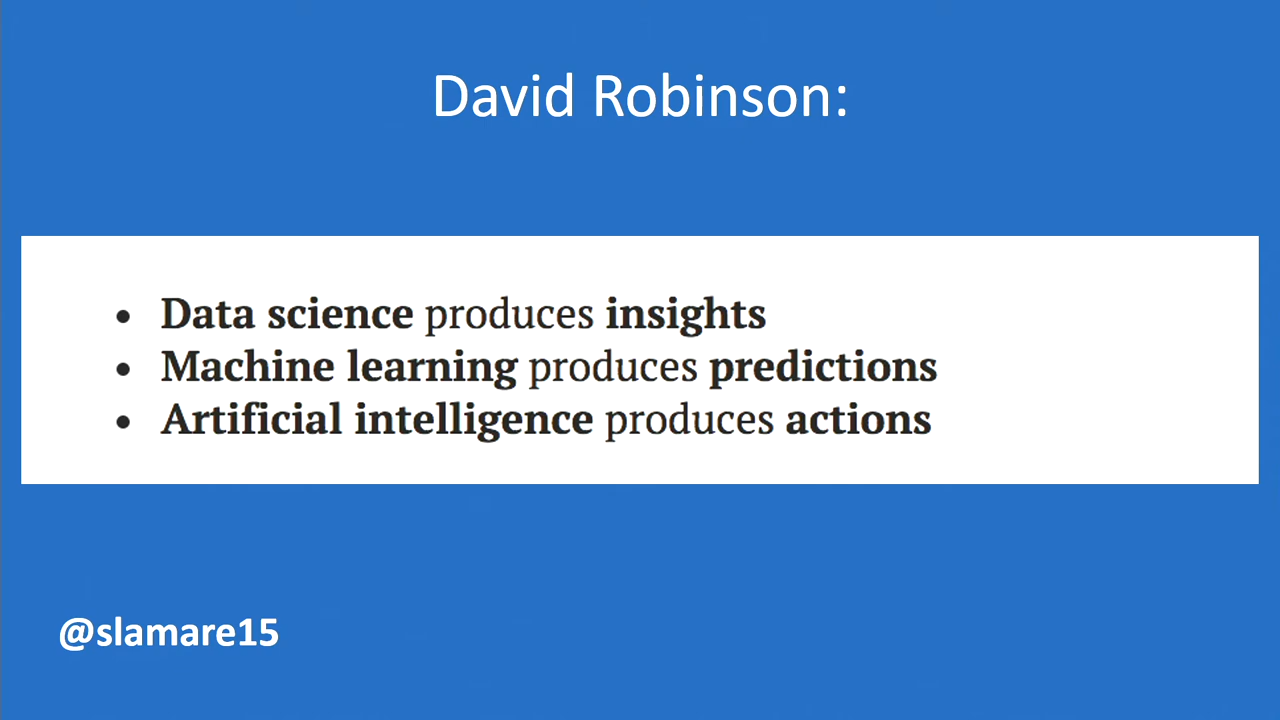 David Robinson:
• Data science produces insights
• Machine learning produces predictions
• Artificial intelligence produces actions
@slamare15